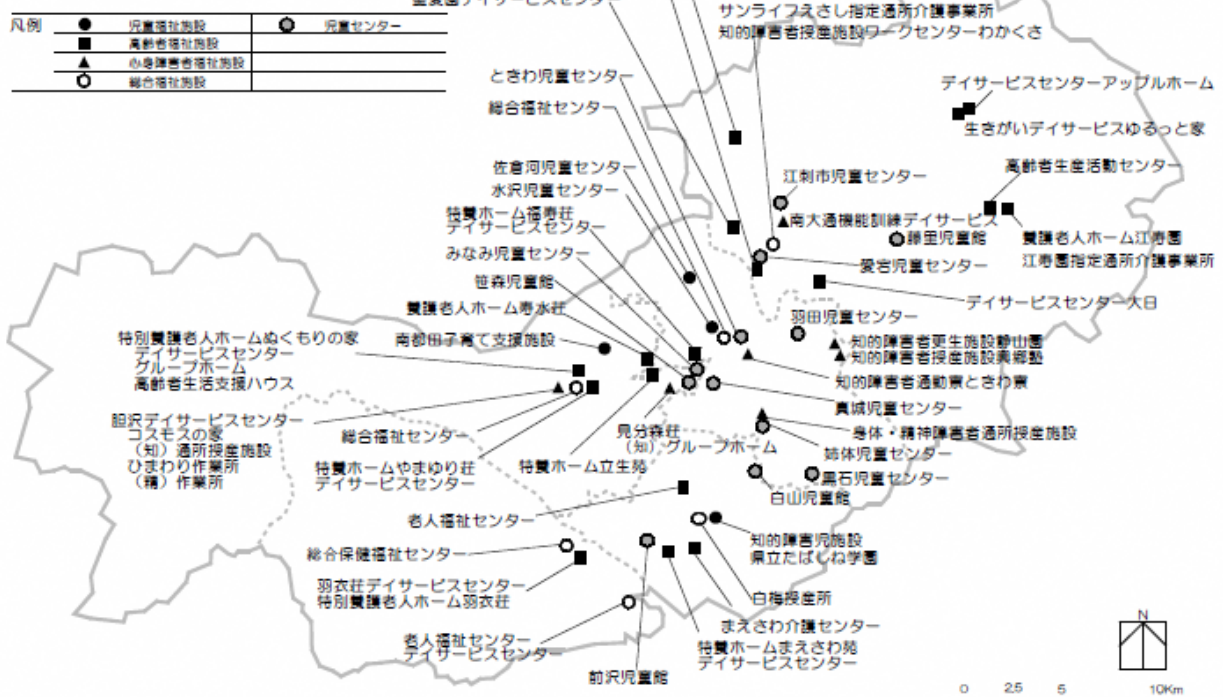 サンライフえさし指定通所介護事業所
知的障害者授産施設ワークセンターわかくさ
凡例
児童福祉施設
児童センター
高齢者福祉施設
心身障害者福祉施設
総合福祉施設
ときわ児童センター
総合福祉センター
デイサービスセンターアップルホーム
生きがいデイサービスゆるっと家
佐倉河児童センター
水沢児童センター
高齢者生産活動センター
江刺市児童センター
特養ホーム福寿荘
デイサービスセンター
南大通機能訓練デイサービス
藤里児童館
養護老人ホーム江寿園
江寿園指定通所介護事業所
みなみ児童センター
愛宕児童センター
笹森児童館
養護老人ホーム寿水荘
デイサービスセンター大日
羽田児童センター
特別養護老人ホームぬくもりの家
デイサービスセンター
グループホーム
高齢者生活支援ハウス
南都田子育て支援施設
知的障害者更生施設静山園
知的障害者授産施設興郷塾
知的障害者通勤寮ときわ寮
真城児童センター
胆沢デイサービスセンター
コスモスの家
（知）通所授産施設
ひまわり作業所
（精）作業所
総合福祉センター
見分森荘
（知）グループホーム
身体・精神障害者通所授産施設
姉体児童センター
特養ホームやまゆり荘
デイサービスセンター
特養ホーム立生苑
黒石児童センター
白山児童館
老人福祉センター
知的障害児施設
県立たばしね学園
総合保健福祉センター
羽衣荘デイサービスセンター
特別養護老人ホーム羽衣荘
白梅授産所
まえさわ介護センター
老人福祉センター
デイサービスセンター
特養ホームまえさわ苑
デイサービスセンター
前沢児童館
N
0 2.5 5 10Km